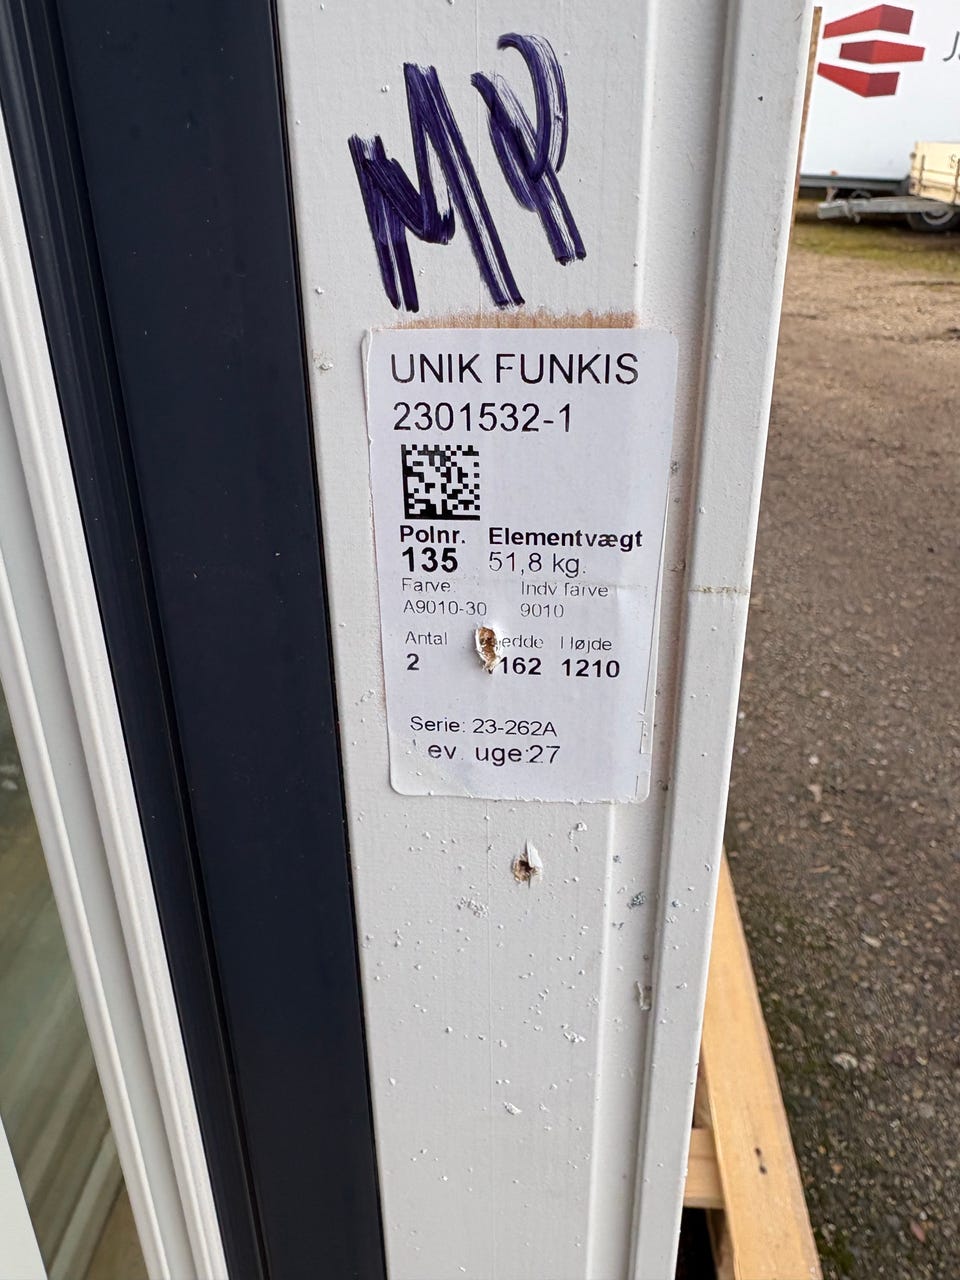 MP
UNIK FUNKIS
2301532-1
Polnr. Elementvægt
135 51,8 kg.
Farve Indv farve
A9010-30 9010
Antal Højde
2 1210
Serie: 23-262A
uge:27